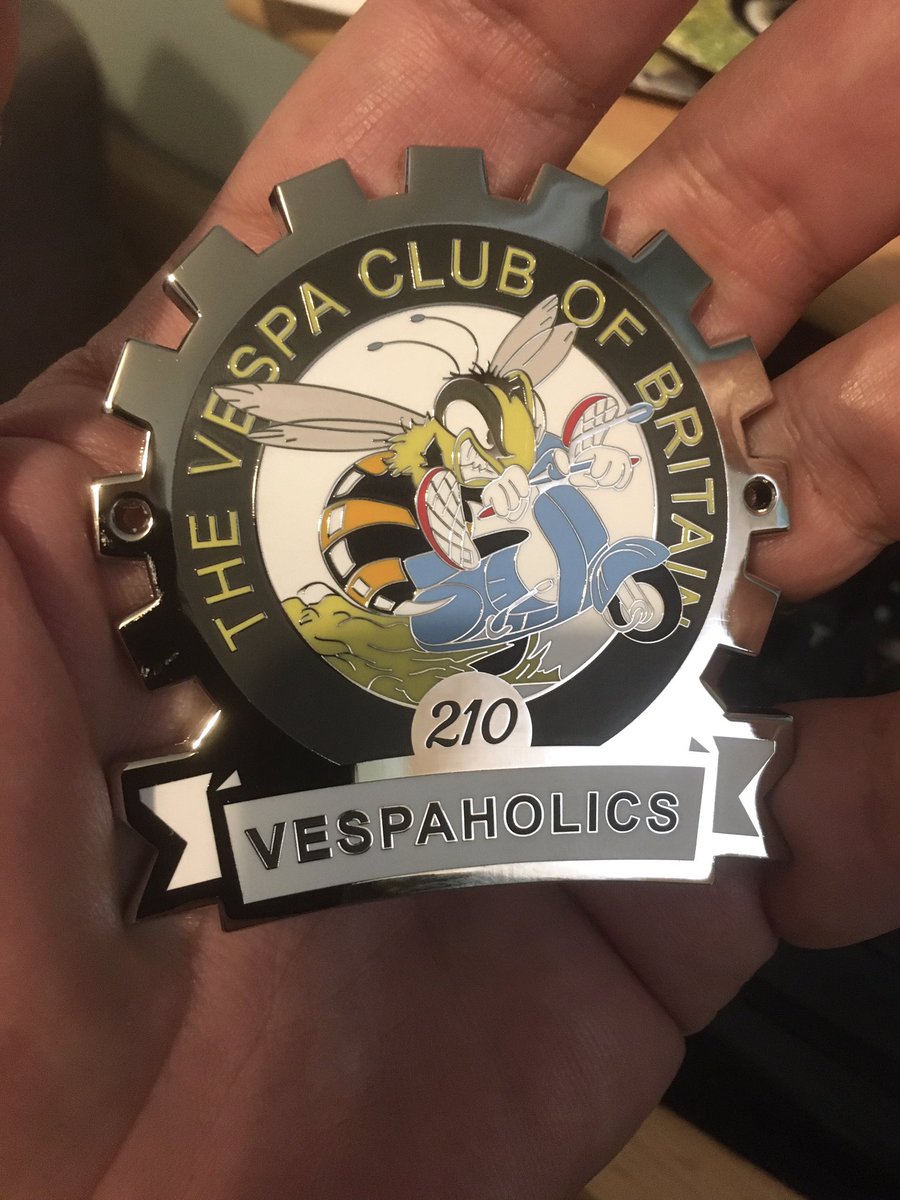 THE VESPA CLUB OF BRITAIN
210
VESPAHOLICS